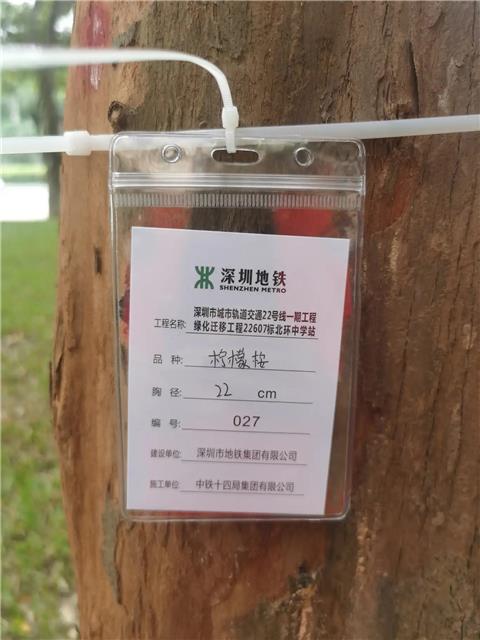 深圳地铁
SHENZHEN METRO
深圳市城市轨道交通22号线一期工程
工程名称: 绿化迁移工程22607标北环中学站
品 种: 柠檬桉
胸 径: 22 cm
编 号: 027
建设单位: 深圳市地铁集团有限公司
施工单位: 中铁十四局集团有限公司